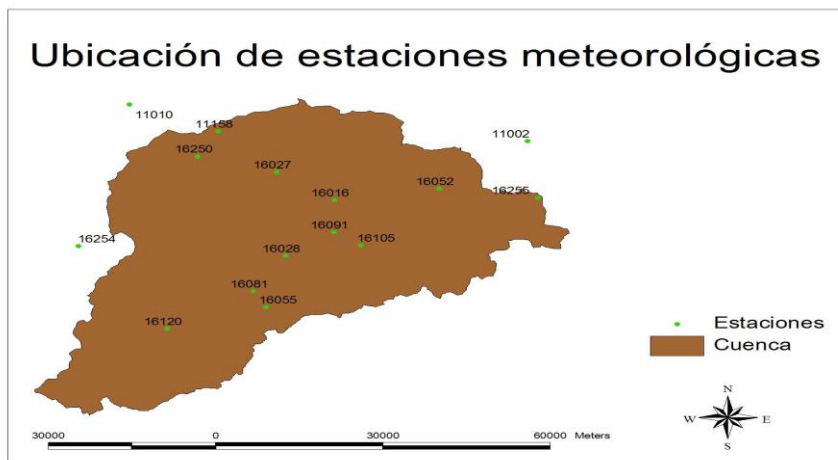 Ubicación de estaciones meteorológicas
11010
11158
11002
16250
16027
16052
16255
16016
16091
16254
16105
16028
16081
16055
16120
Estaciones
Cuenca
N
W E
S
30000 0 30000 60000 Meters